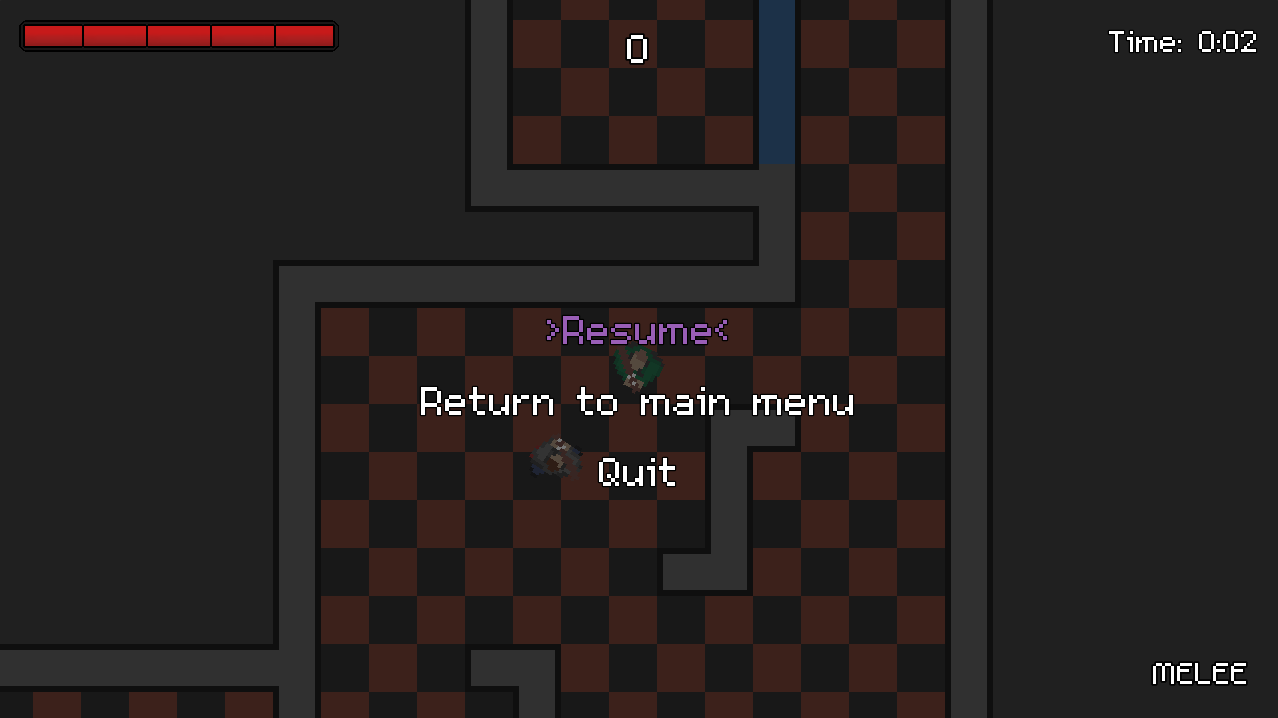 0
Time: 0:02
>Resume<
Return to main menu
Quit
MELEE